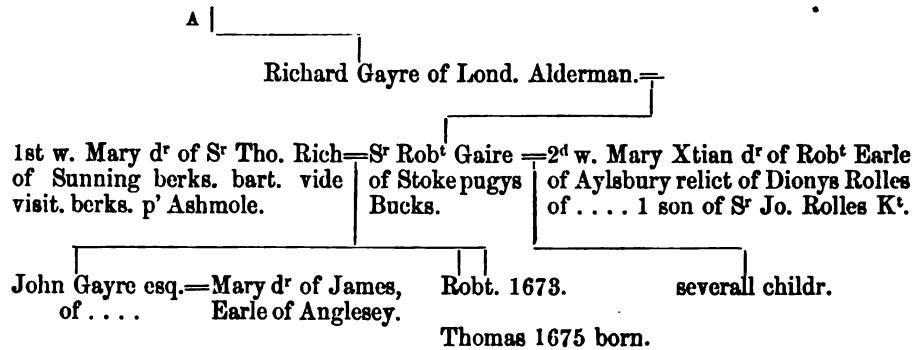 A
Richard Gayre of Lond. Alderman.=
1st w. Mary dʳ of Sʳ Tho. Rich=Sʳ Robᵗ Gaire =2ᵈ w. Mary Xtian dʳ of Robᵗ Earle
of Sunning berks. bart. vide of Stoke pugys of Aylsbury relict of Dionys Rolles
visit. berks. p' Ashmole. Bucks. of . . . . 1 son of Sʳ Jo. Rolles Kᵗ.
John Gayre esq.=Mary dʳ of James, Robt. 1673. severall childr.
of . . . . Earle of Anglesey.
Thomas 1675 born.